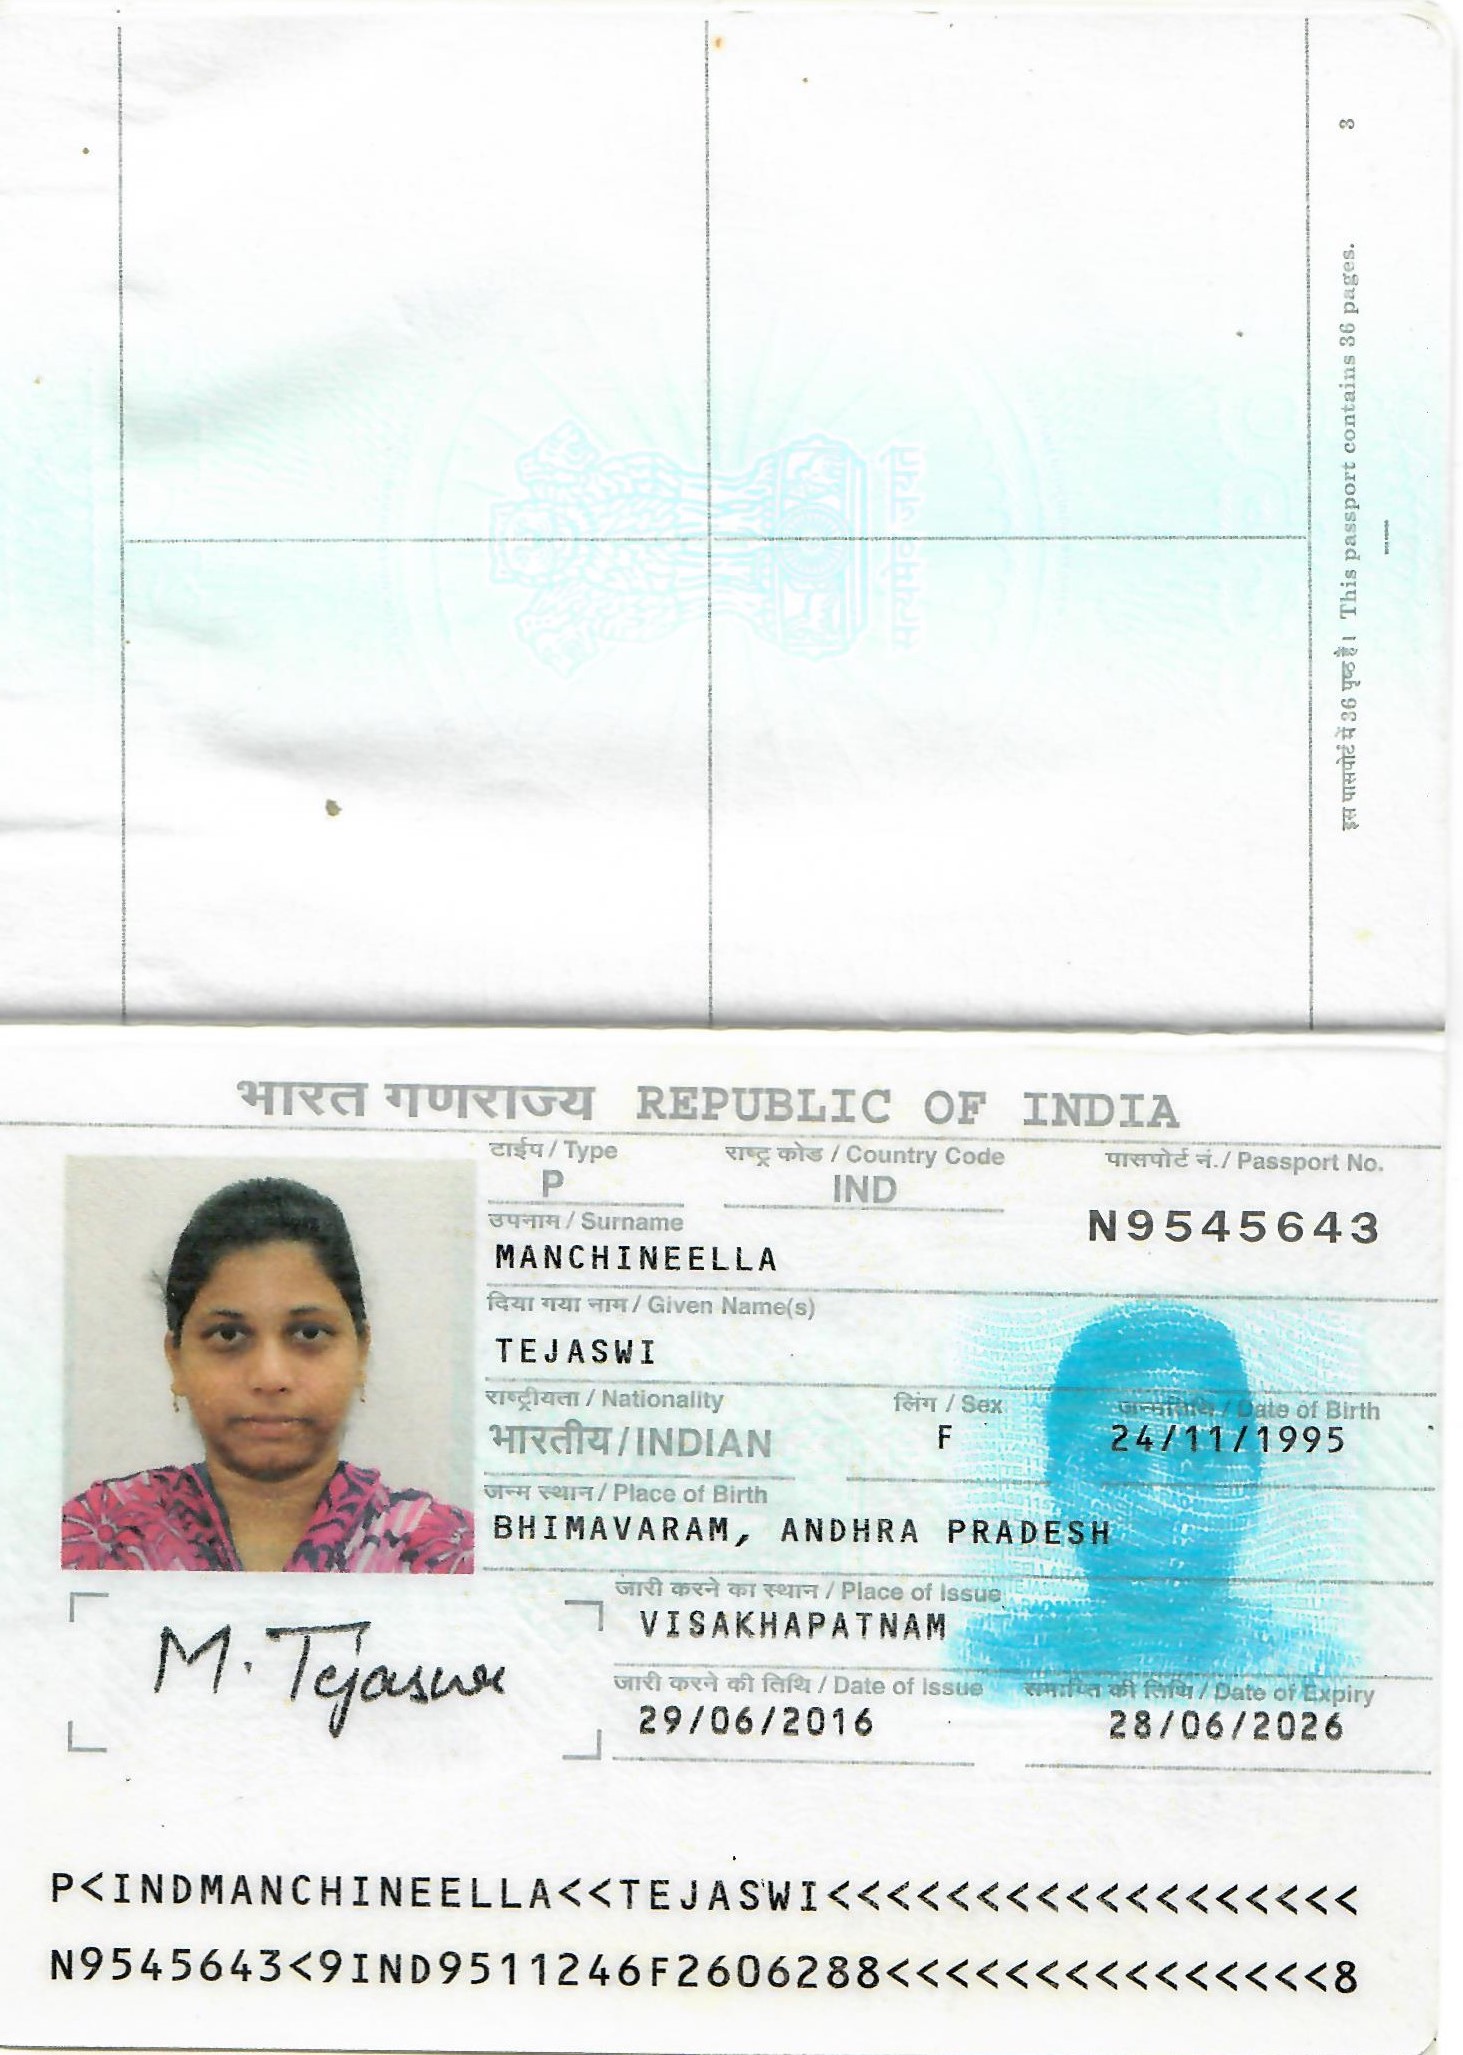 3
इस पासपोर्ट में 36 पृष्ठ हैं। This passport contains 36 pages.
सत्यमेव जयते
भारत गणराज्य REPUBLIC OF INDIA
टाईप / Type राष्ट्र कोड / Country Code पासपोर्ट नं./ Passport No.
P IND N9545643
उपनाम / Surname
MANCHINEELLA
दिया गया नाम / Given Name(s)
TEJASWI
राष्ट्रीयता / Nationality लिंग / Sex जन्मतिथि / Date of Birth
भारतीय/INDIAN F 24/11/1995
जन्म स्थान / Place of Birth
BHIMAVARAM, ANDHRA PRADESH
जारी करने का स्थान / Place of Issue
VISAKHAPATNAM
M. Tejaswi
जारी करने की तिथि / Date of Issue समाप्ति की तिथि / Date of Expiry
29/06/2016 28/06/2026
P<INDMANCHINEELLA<<TEJASWI<<<<<<<<<<<<<<<<<<
N9545643<9IND9511246F2606288<<<<<<<<<<<<<<<8